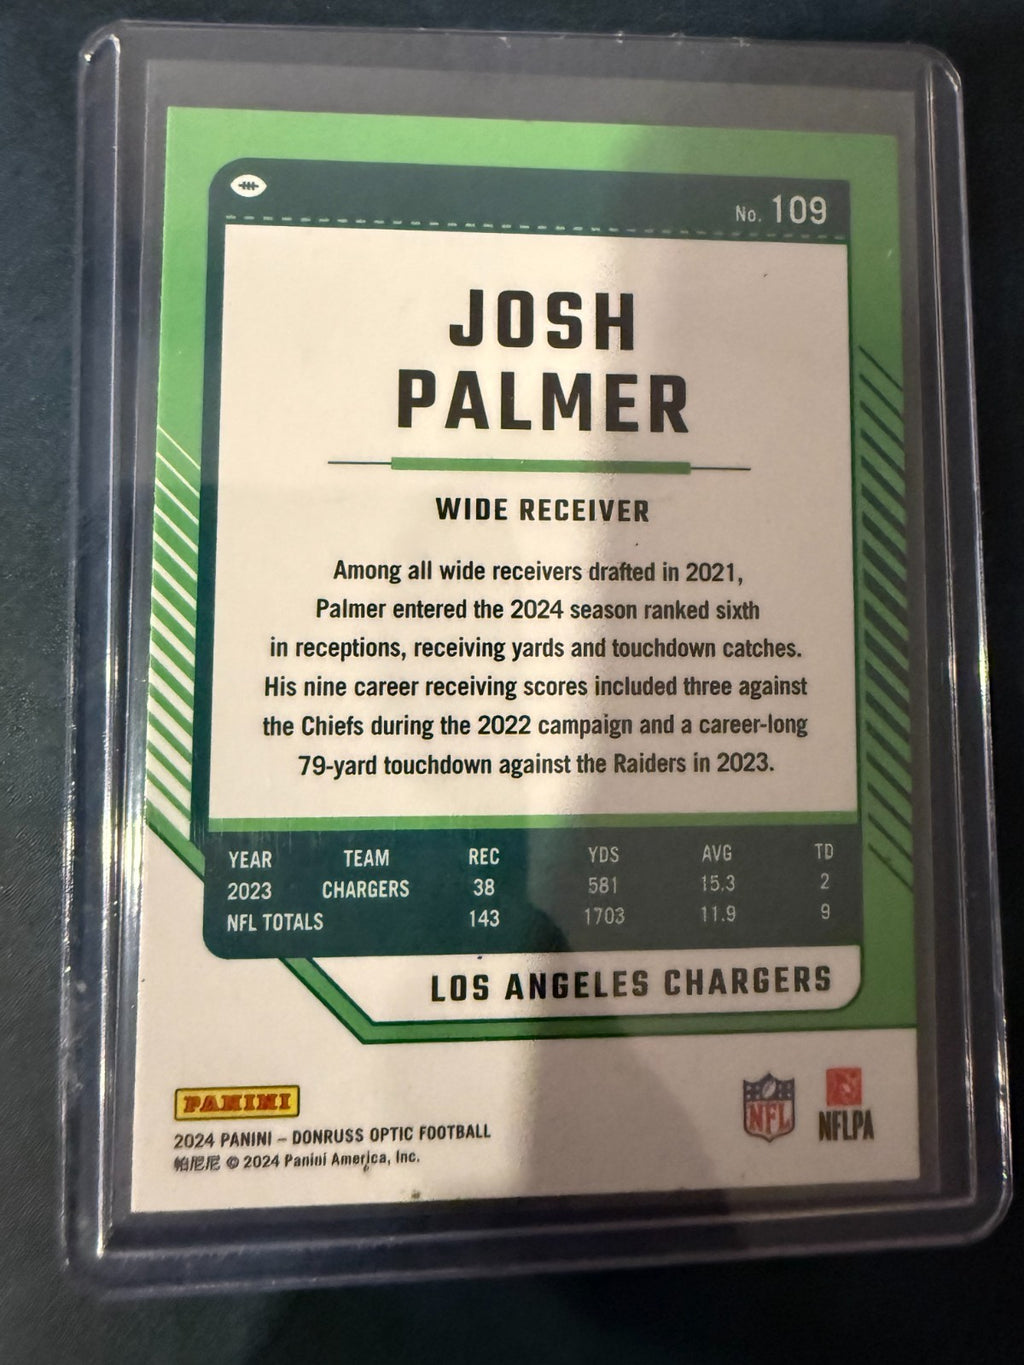 No. 109
JOSH
PALMER
WIDE RECEIVER
Among all wide receivers drafted in 2021,
Palmer entered the 2024 season ranked sixth
in receptions, receiving yards and touchdown catches.
His nine career receiving scores included three against
the Chiefs during the 2022 campaign and a career-long
79-yard touchdown against the Raiders in 2023.
YEAR TEAM REC YDS AVG TD
2023 CHARGERS 38 581 15.3 2
NFL TOTALS 143 1703 11.9 9
LOS ANGELES CHARGERS
PANINI
NFL
NFLPA
2024 PANINI – DONRUSS OPTIC FOOTBALL
帕尼尼 © 2024 Panini America, Inc.